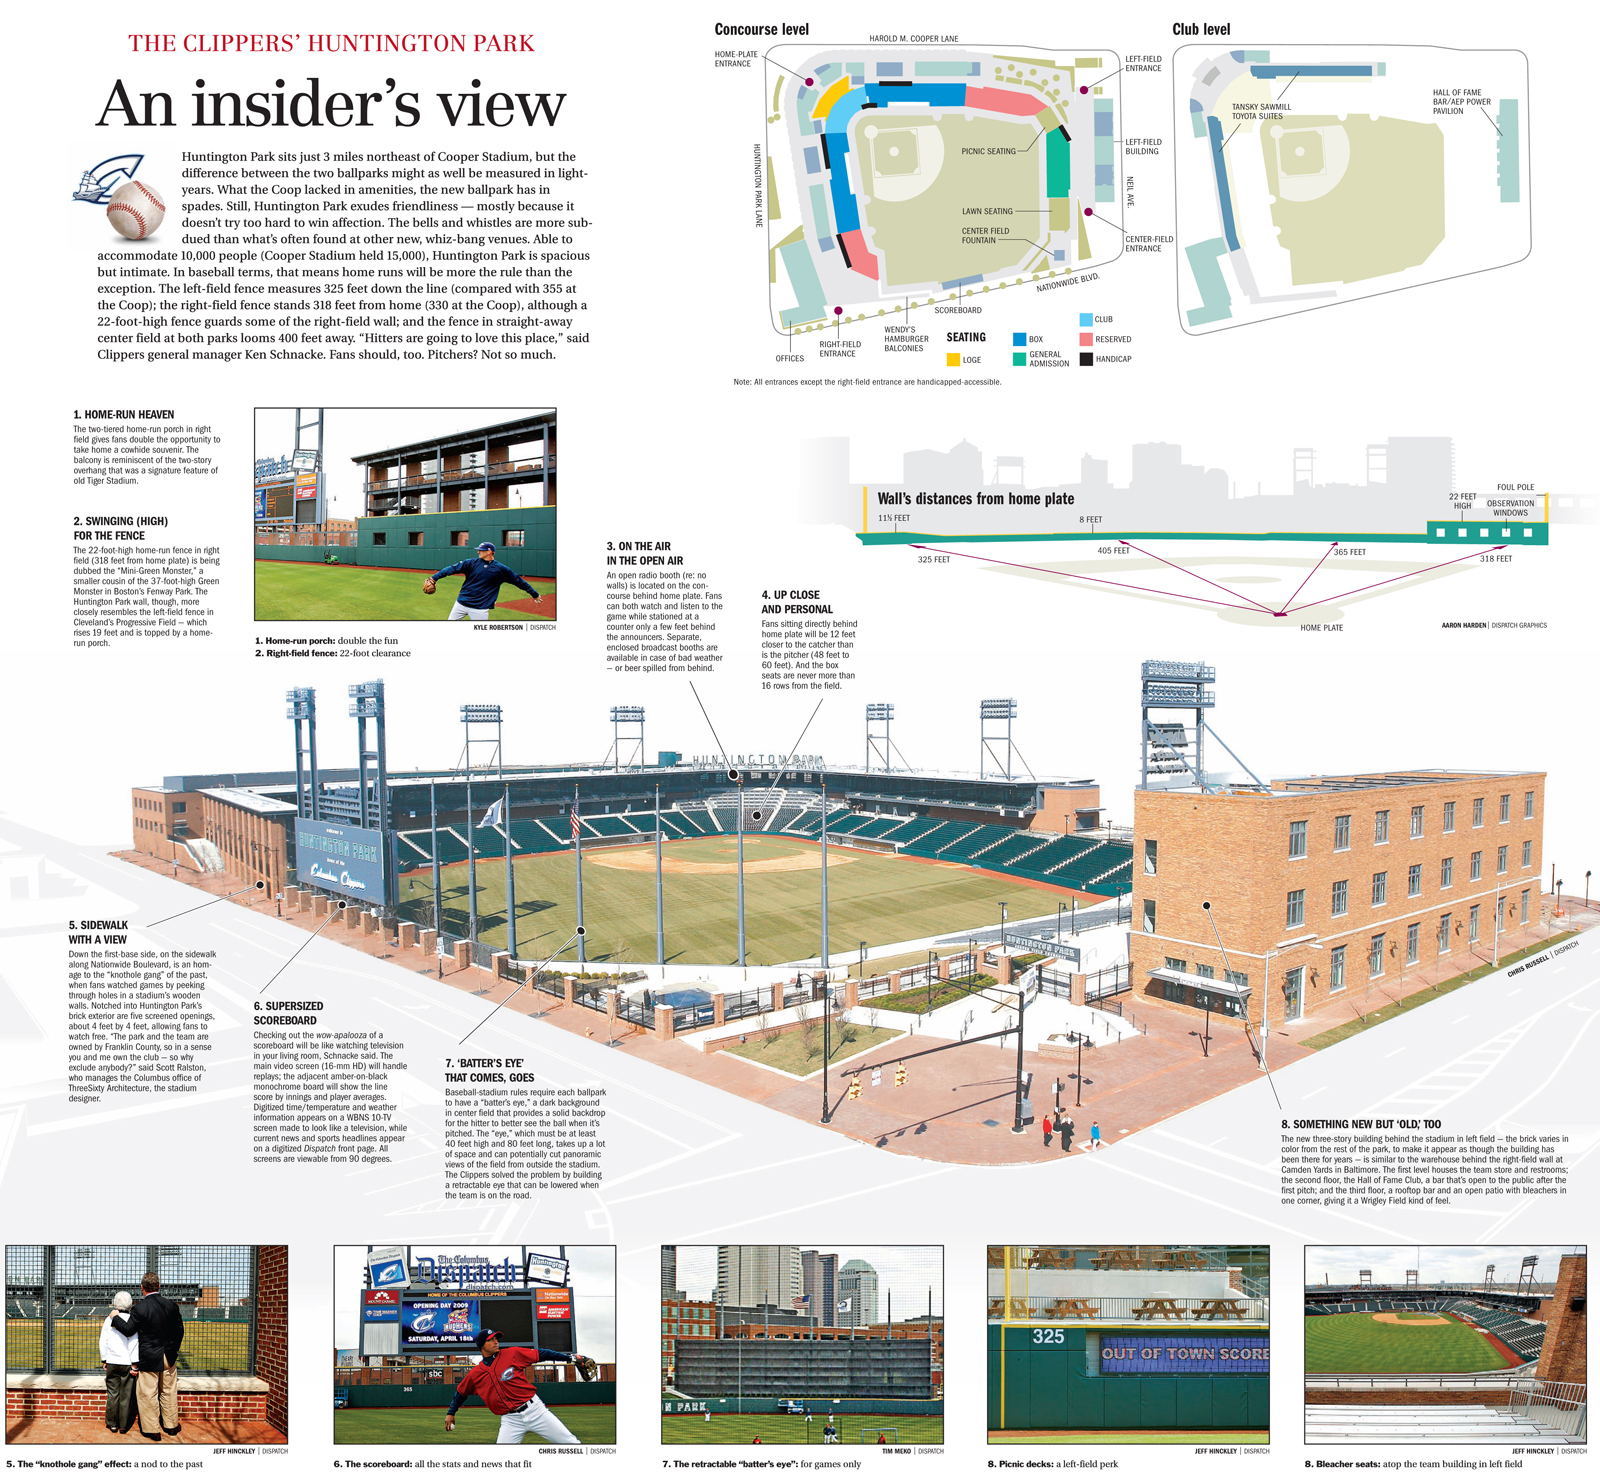 THE CLIPPERS' HUNTINGTON PARK
An insider's view
Huntington Park sits just 3 miles northeast of Cooper Stadium, but the
difference between the two ballparks might as well be measured in light-
years. What the Coop lacked in amenities, the new ballpark has in
spades. Still, Huntington Park exudes friendliness — mostly because it
doesn't try too hard to win affection. The bells and whistles are more sub-
dued than what's often found at other new, whiz-bang venues. Able to
accommodate 10,000 people (Cooper Stadium held 15,000), Huntington Park is spacious
but intimate. In baseball terms, that means home runs will be more the rule than the
exception. The left-field fence measures 325 feet down the line (compared with 355 at
the Coop); the right-field fence stands 318 feet from home (330 at the Coop), although a
22-foot-high fence guards some of the right-field wall; and the fence in straight-away
center field at both parks looms 400 feet away. “Hitters are going to love this place,” said
Clippers general manager Ken Schnacke. Fans should, too. Pitchers? Not so much.
Concourse level
HAROLD M. COOPER LANE
HOME-PLATE
ENTRANCE
LEFT-FIELD
ENTRANCE
HUNTINGTON PARK LANE
PICNIC SEATING
LEFT-FIELD
BUILDING
NEIL AVE.
LAWN SEATING
CENTER FIELD
FOUNTAIN
CENTER-FIELD
ENTRANCE
NATIONWIDE BLVD.
SCOREBOARD
WENDY'S
HAMBURGER
BALCONIES
RIGHT-FIELD
ENTRANCE
OFFICES
SEATING
LOGE
BOX
GENERAL
ADMISSION
CLUB
RESERVED
HANDICAP
Note: All entrances except the right-field entrance are handicapped-accessible.
Club level
TANSKY SAWMILL
TOYOTA SUITES
HALL OF FAME
BAR/AEP POWER
PAVILION
1. HOME-RUN HEAVEN
The two-tiered home-run porch in right
field gives fans double the opportunity to
take home a cowhide souvenir. The
balcony is reminiscent of the two-story
overhang that was a signature feature of
old Tiger Stadium.
2. SWINGING (HIGH)
FOR THE FENCE
The 22-foot-high home-run fence in right
field (318 feet from home plate) is being
dubbed the “Mini-Green Monster,” a
smaller cousin of the 37-foot-high Green
Monster in Boston's Fenway Park. The
Huntington Park wall, though, more
closely resembles the left-field fence in
Cleveland's Progressive Field — which
rises 19 feet and is topped by a home-
run porch.
KYLE ROBERTSON | DISPATCH
1. Home-run porch: double the fun
2. Right-field fence: 22-foot clearance
Wall's distances from home plate
11½ FEET
8 FEET
22 FEET
HIGH
FOUL POLE
OBSERVATION
WINDOWS
325 FEET
405 FEET
365 FEET
318 FEET
HOME PLATE
AARON HARDEN | DISPATCH GRAPHICS
3. ON THE AIR
IN THE OPEN AIR
An open radio booth (re: no
walls) is located on the con-
course behind home plate. Fans
can both watch and listen to the
game while stationed at a
counter only a few feet behind
the announcers. Separate,
enclosed broadcast booths are
available in case of bad weather
— or beer spilled from behind.
4. UP CLOSE
AND PERSONAL
Fans sitting directly behind
home plate will be 12 feet
closer to the catcher than
is the pitcher (48 feet to
60 feet). And the box
seats are never more than
16 rows from the field.
HUNTINGTON PARK
welcome to
HUNTINGTON PARK
Home of the
Columbus Clippers
HUNTINGTON PARK
CHRIS RUSSELL | DISPATCH
5. SIDEWALK
WITH A VIEW
Down the first-base side, on the sidewalk
along Nationwide Boulevard, is an hom-
age to the “knothole gang” of the past,
when fans watched games by peeking
through holes in a stadium's wooden
walls. Notched into Huntington Park's
brick exterior are five screened openings,
about 4 feet by 4 feet, allowing fans to
watch free. “The park and the team are
owned by Franklin County, so in a sense
you and me own the club — so why
exclude anybody?” said Scott Ralston,
who manages the Columbus office of
ThreeSixty Architecture, the stadium
designer.
6. SUPERSIZED
SCOREBOARD
Checking out the wow-apalooza of a
scoreboard will be like watching television
in your living room, Schnacke said. The
main video screen (16-mm HD) will handle
replays; the adjacent amber-on-black
monochrome board will show the line
score by innings and player averages.
Digitized time/temperature and weather
information appears on a WBNS 10-TV
screen made to look like a television, while
current news and sports headlines appear
on a digitized Dispatch front page. All
screens are viewable from 90 degrees.
7. ‘BATTER'S EYE’
THAT COMES, GOES
Baseball-stadium rules require each ballpark
to have a “batter's eye,” a dark background
in center field that provides a solid backdrop
for the hitter to better see the ball when it's
pitched. The “eye,” which must be at least
40 feet high and 80 feet long, takes up a lot
of space and can potentially cut panoramic
views of the field from outside the stadium.
The Clippers solved the problem by building
a retractable eye that can be lowered when
the team is on the road.
8. SOMETHING NEW BUT ‘OLD,’ TOO
The new three-story building behind the stadium in left field — the brick varies in
color from the rest of the park, to make it appear as though the building has
been there for years — is similar to the warehouse behind the right-field wall at
Camden Yards in Baltimore. The first level houses the team store and restrooms;
the second floor, the Hall of Fame Club, a bar that's open to the public after the
first pitch; and the third floor, a rooftop bar and an open patio with bleachers in
one corner, giving it a Wrigley Field kind of feel.
JEFF HINCKLEY | DISPATCH
5. The “knothole gang” effect: a nod to the past
The Columbus
Dispatch
dispatch.com
Huntington
HOME OF THE COLUMBUS CLIPPERS
OPENING DAY 2009
MUDHENS
SATURDAY, APRIL 18th
Nationwide
AMERICAN
ELECTRIC
POWER
MOUNT CARMEL
sbc
365
CHRIS RUSSELL | DISPATCH
6. The scoreboard: all the stats and news that fit
N PARK
TIM MEKO | DISPATCH
7. The retractable “batter's eye”: for games only
325
OUT OF TOWN SCORE
JEFF HINCKLEY | DISPATCH
8. Picnic decks: a left-field perk
JEFF HINCKLEY | DISPATCH
8. Bleacher seats: atop the team building in left field